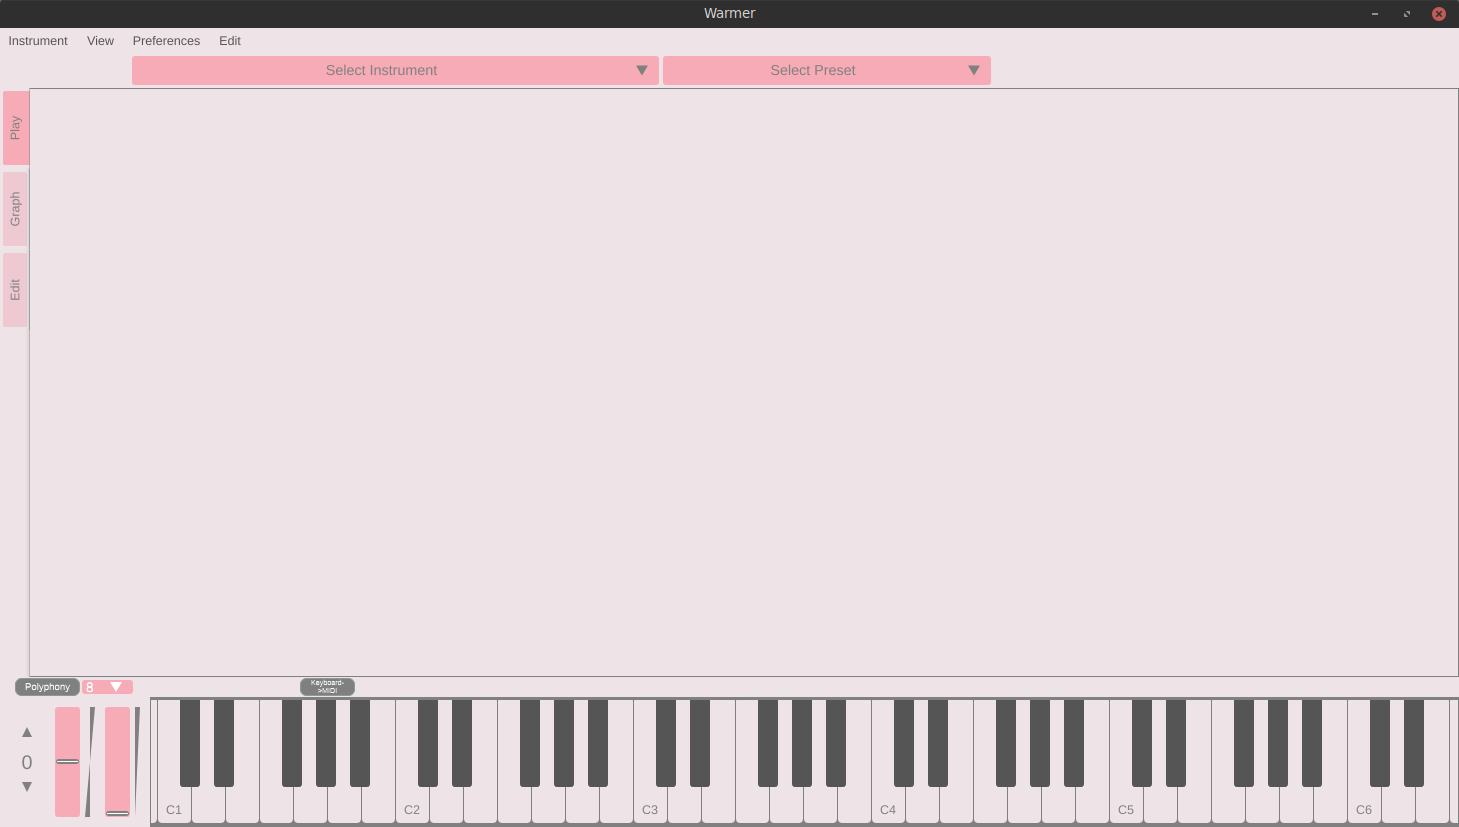 Warmer
Instrument View Preferences Edit
Select Instrument Select Preset
Play
Graph
Edit
Polyphony 8
Keyboard-
>MIDI
0
C1 C2 C3 C4 C5 C6